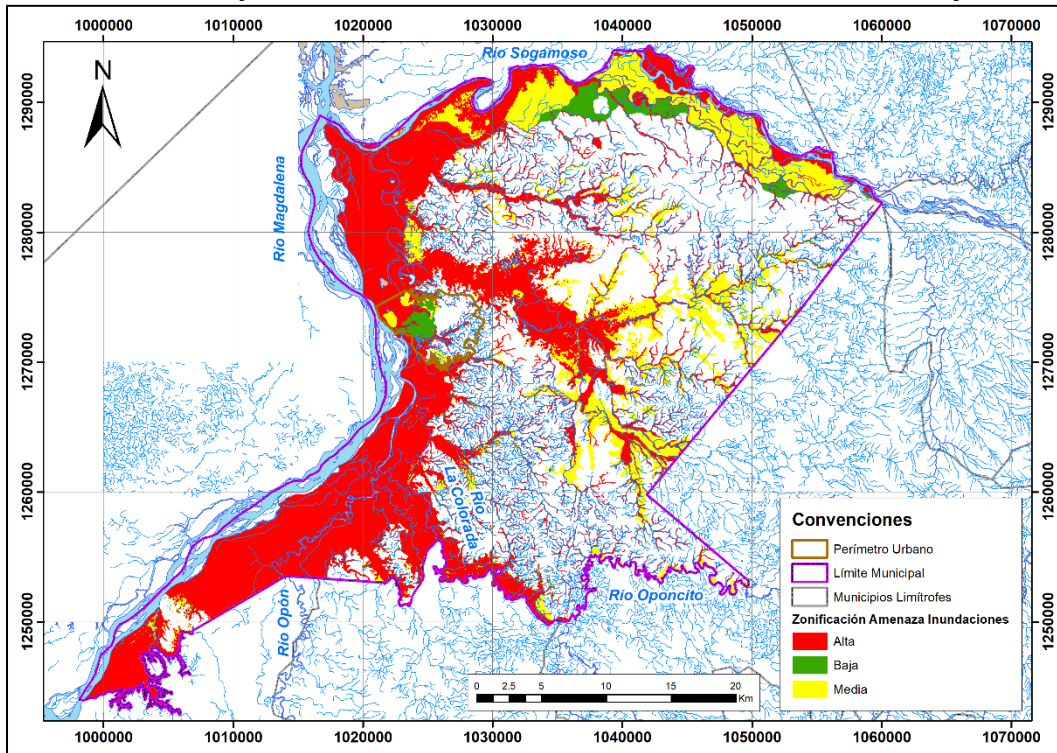 1000000 1010000 1020000 1030000 1040000 1050000 1060000 1070000
Río Sogamoso
N
1290000 1290000
Río Magdalena
1280000 1280000
1270000 1270000
Río
La Colorada
1260000 1260000
Convenciones
Perímetro Urbano
Límite Municipal
Municipios Limítrofes
Zonificación Amenaza Inundaciones
Alta
Baja
Media
Río Opón
Río Oponcito
1250000 1250000
0 2.5 5 10 15 20
Km
1000000 1010000 1020000 1030000 1040000 1050000 1060000 1070000